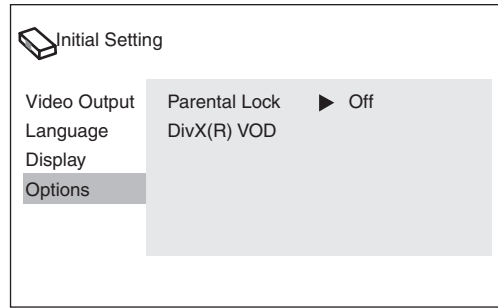 Initial Setting
Video Output
Parental Lock ▶ Off
Language
DivX(R) VOD
Display
Options